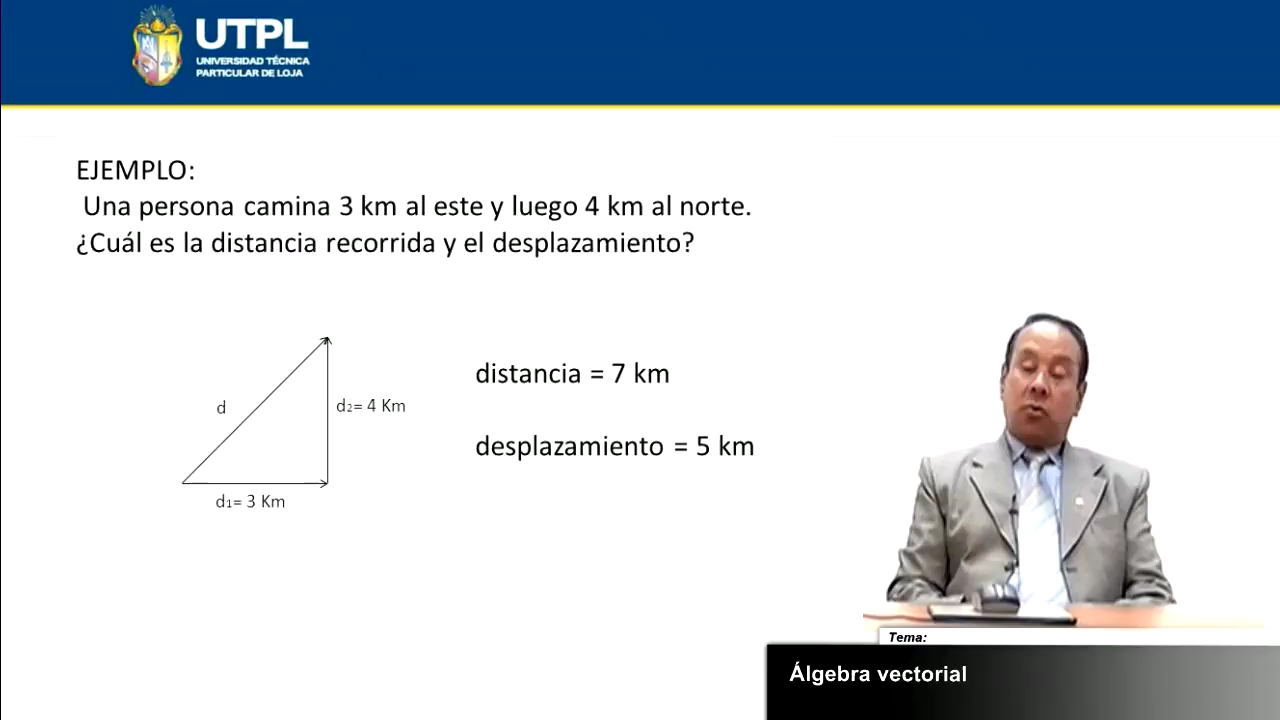 UTPL
UNIVERSIDAD TÉCNICA
PARTICULAR DE LOJA
EJEMPLO:
Una persona camina 3 km al este y luego 4 km al norte.
¿Cuál es la distancia recorrida y el desplazamiento?
distancia = 7 km
d
d₂= 4 Km
desplazamiento = 5 km
d₁= 3 Km
Tema:
Álgebra vectorial